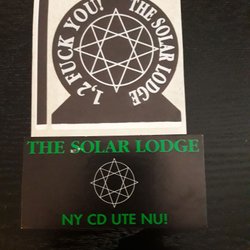 1, 2 FUCK YOU!
THE SOLAR LODGE
THE SOLAR LODGE
NY CD UTE NU!